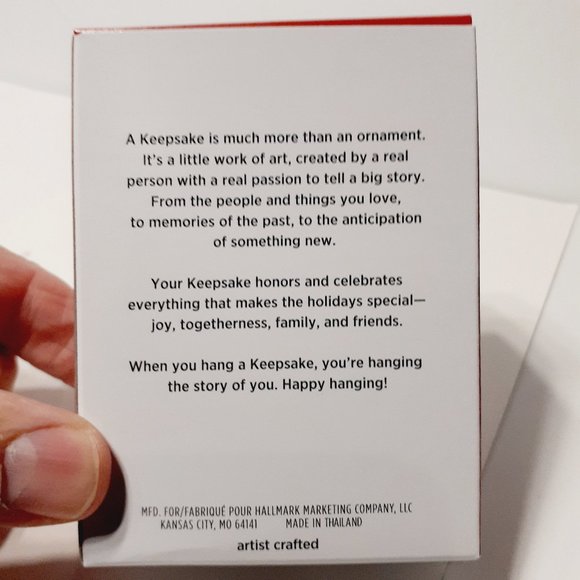 A Keepsake is much more than an ornament.
It's a little work of art, created by a real
person with a real passion to tell a big story.
From the people and things you love,
to memories of the past, to the anticipation
of something new.
Your Keepsake honors and celebrates
everything that makes the holidays special—
joy, togetherness, family, and friends.
When you hang a Keepsake, you're hanging
the story of you. Happy hanging!
MFD. FOR/FABRIQUÉ POUR HALLMARK MARKETING COMPANY, LLC
KANSAS CITY, MO 64141 MADE IN THAILAND
artist crafted